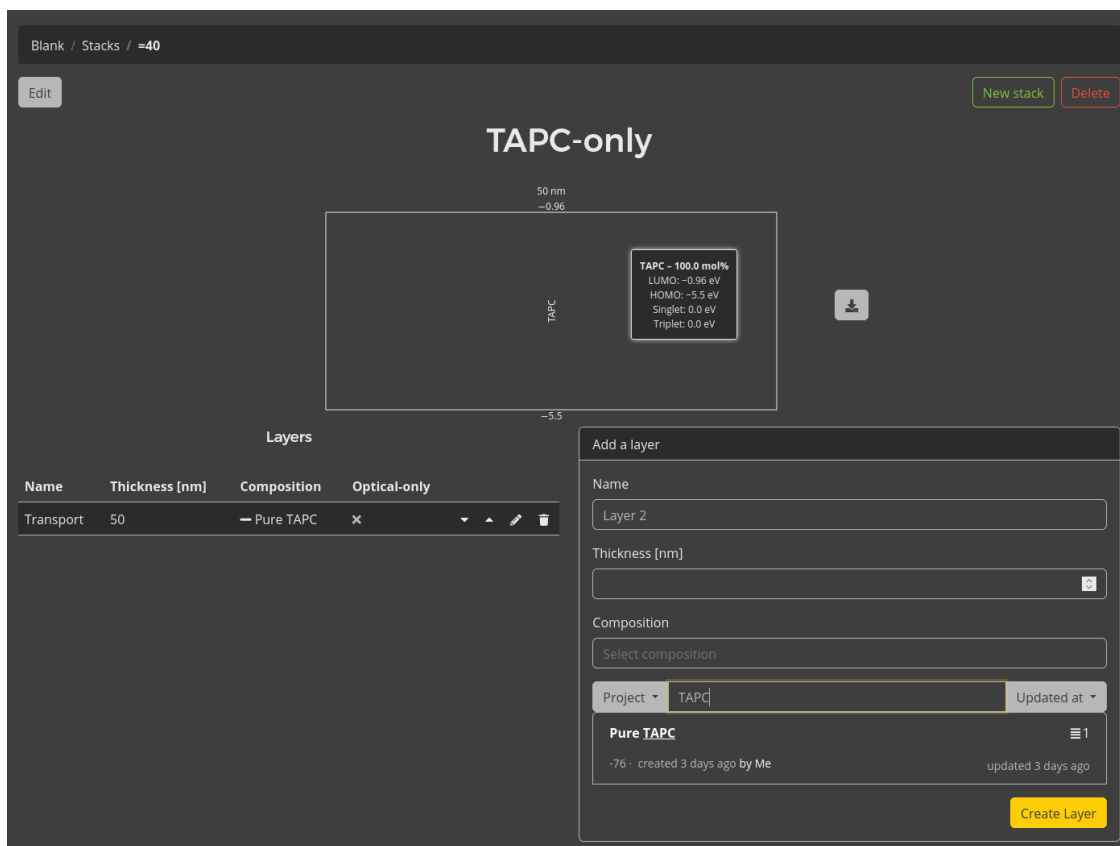 Blank / Stacks / =40
Edit
New stack
Delete
TAPC-only
50 nm
−0.96
TAPC – 100.0 mol%
LUMO: −0.96 eV
HOMO: −5.5 eV
Singlet: 0.0 eV
Triplet: 0.0 eV
TAPC
−5.5
Layers
Name Thickness [nm] Composition Optical-only
Transport 50 Pure TAPC
Add a layer
Name
Layer 2
Thickness [nm]
Composition
Select composition
Project TAPC Updated at
Pure TAPC 1
-76 · created 3 days ago by Me updated 3 days ago
Create Layer